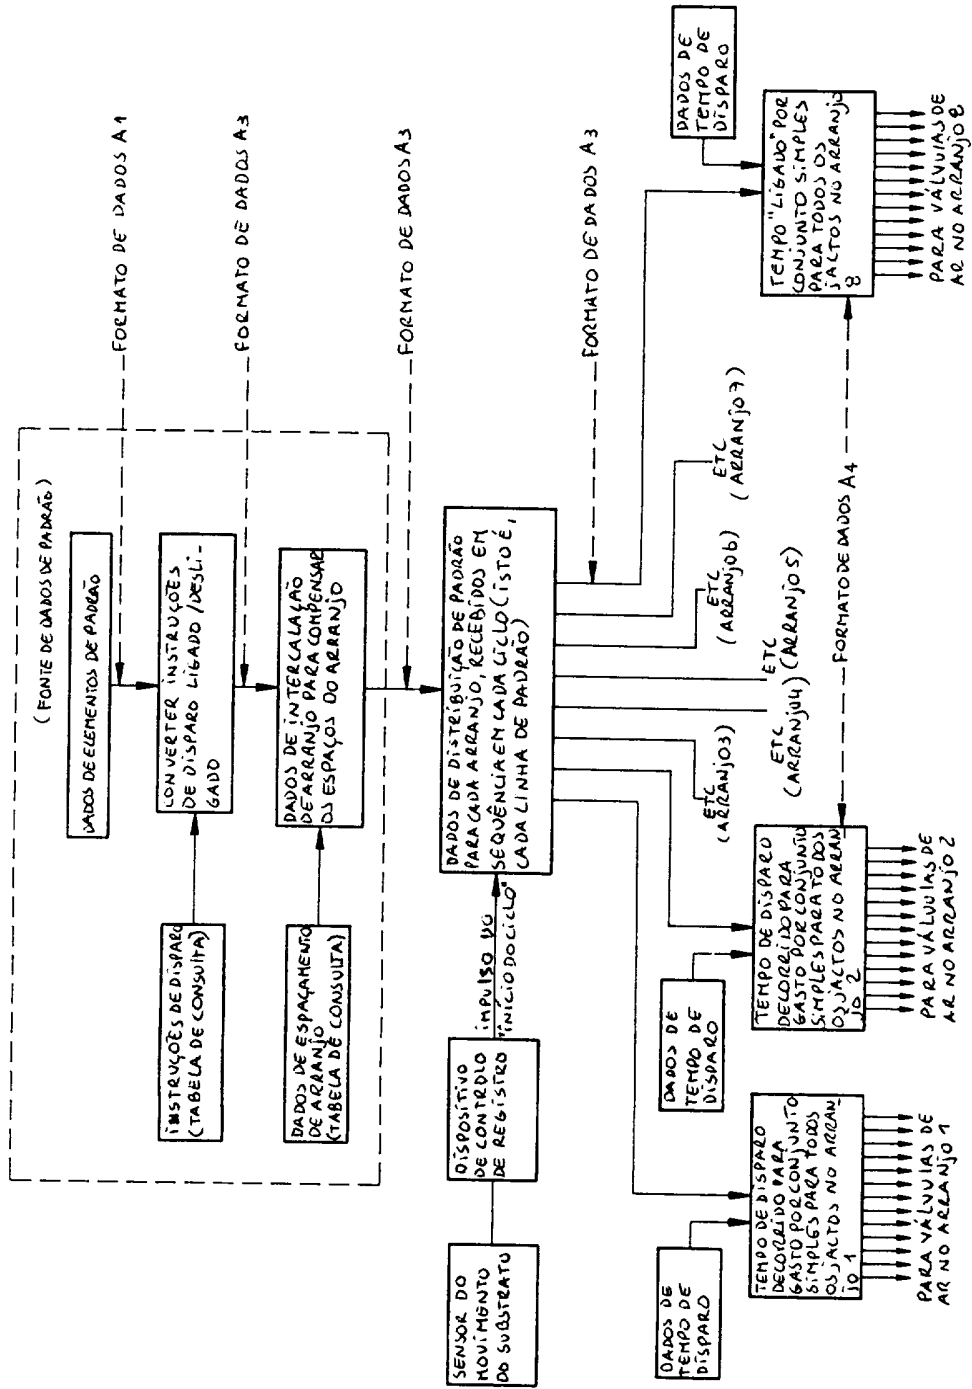 (FONTE DE DADOS DE PADRÃO)
DADOS DE ELEMENTOS DE PADRÃO
FORMATO DE DADOS A1
INSTRUÇÕES DE DISPARO
(TABELA DE CONSULTA)
CONVERTER INSTRUÇÕES
DE DISPARO LIGADO/DESLI-
GADO
FORMATO DE DADOS A3
DADOS DE ESPAÇAMENTO
DE ARRANJO
(TABELA DE CONSULTA)
DADOS DE INTERCALAÇÃO
DE ARRANJO PARA COMPENSAR
OS ESPAÇOS DO ARRANJO
FORMATO DE DADOS A3
SENSOR DO
MOVIMENTO
DO SUBSTRATO
DISPOSITIVO
DE CONTROLO
DE REGISTRO
IMPULSO DO
"INÍCIO DO CICLO"
DADOS DE DISTRIBUIÇÃO DE PADRÃO
PARA CADA ARRANJO, RECEBIDOS EM
SEQUÊNCIA EM CADA CICLO (ISTO É,
CADA LINHA DE PADRÃO)
FORMATO DE DADOS A3
DADOS DE
TEMPO DE
DISPARO
TEMPO DE DISPARO
DECORRIDO PARA
GASTO POR CONJUNTO
SIMPLES PARA TODOS
OS JACTOS NO ARRAN_
JO 1
PARA VÁLVULAS DE
AR NO ARRANJO 1
DADOS DE
TEMPO DE
DISPARO
TEMPO DE DISPARO
DECORRIDO PARA
GASTO POR CONJUNTO
SIMPLES PARA TODOS
OS JACTOS NO ARRAN_
JO 2
PARA VÁLVULAS DE
AR NO ARRANJO 2
ETC
(ARRANJO 3)
ETC
(ARRANJO 4)
ETC
(ARRANJO 5)
ETC
(ARRANJO 6)
ETC
(ARRANJO 7)
FORMATO DE DADOS A4
DADOS DE
TEMPO DE
DISPARO
TEMPO "LIGADO" POR
CONJUNTO SIMPLES
PARA TODOS OS
JACTOS NO ARRANJO
8
PARA VÁLVULAS DE
AR NO ARRANJO 8